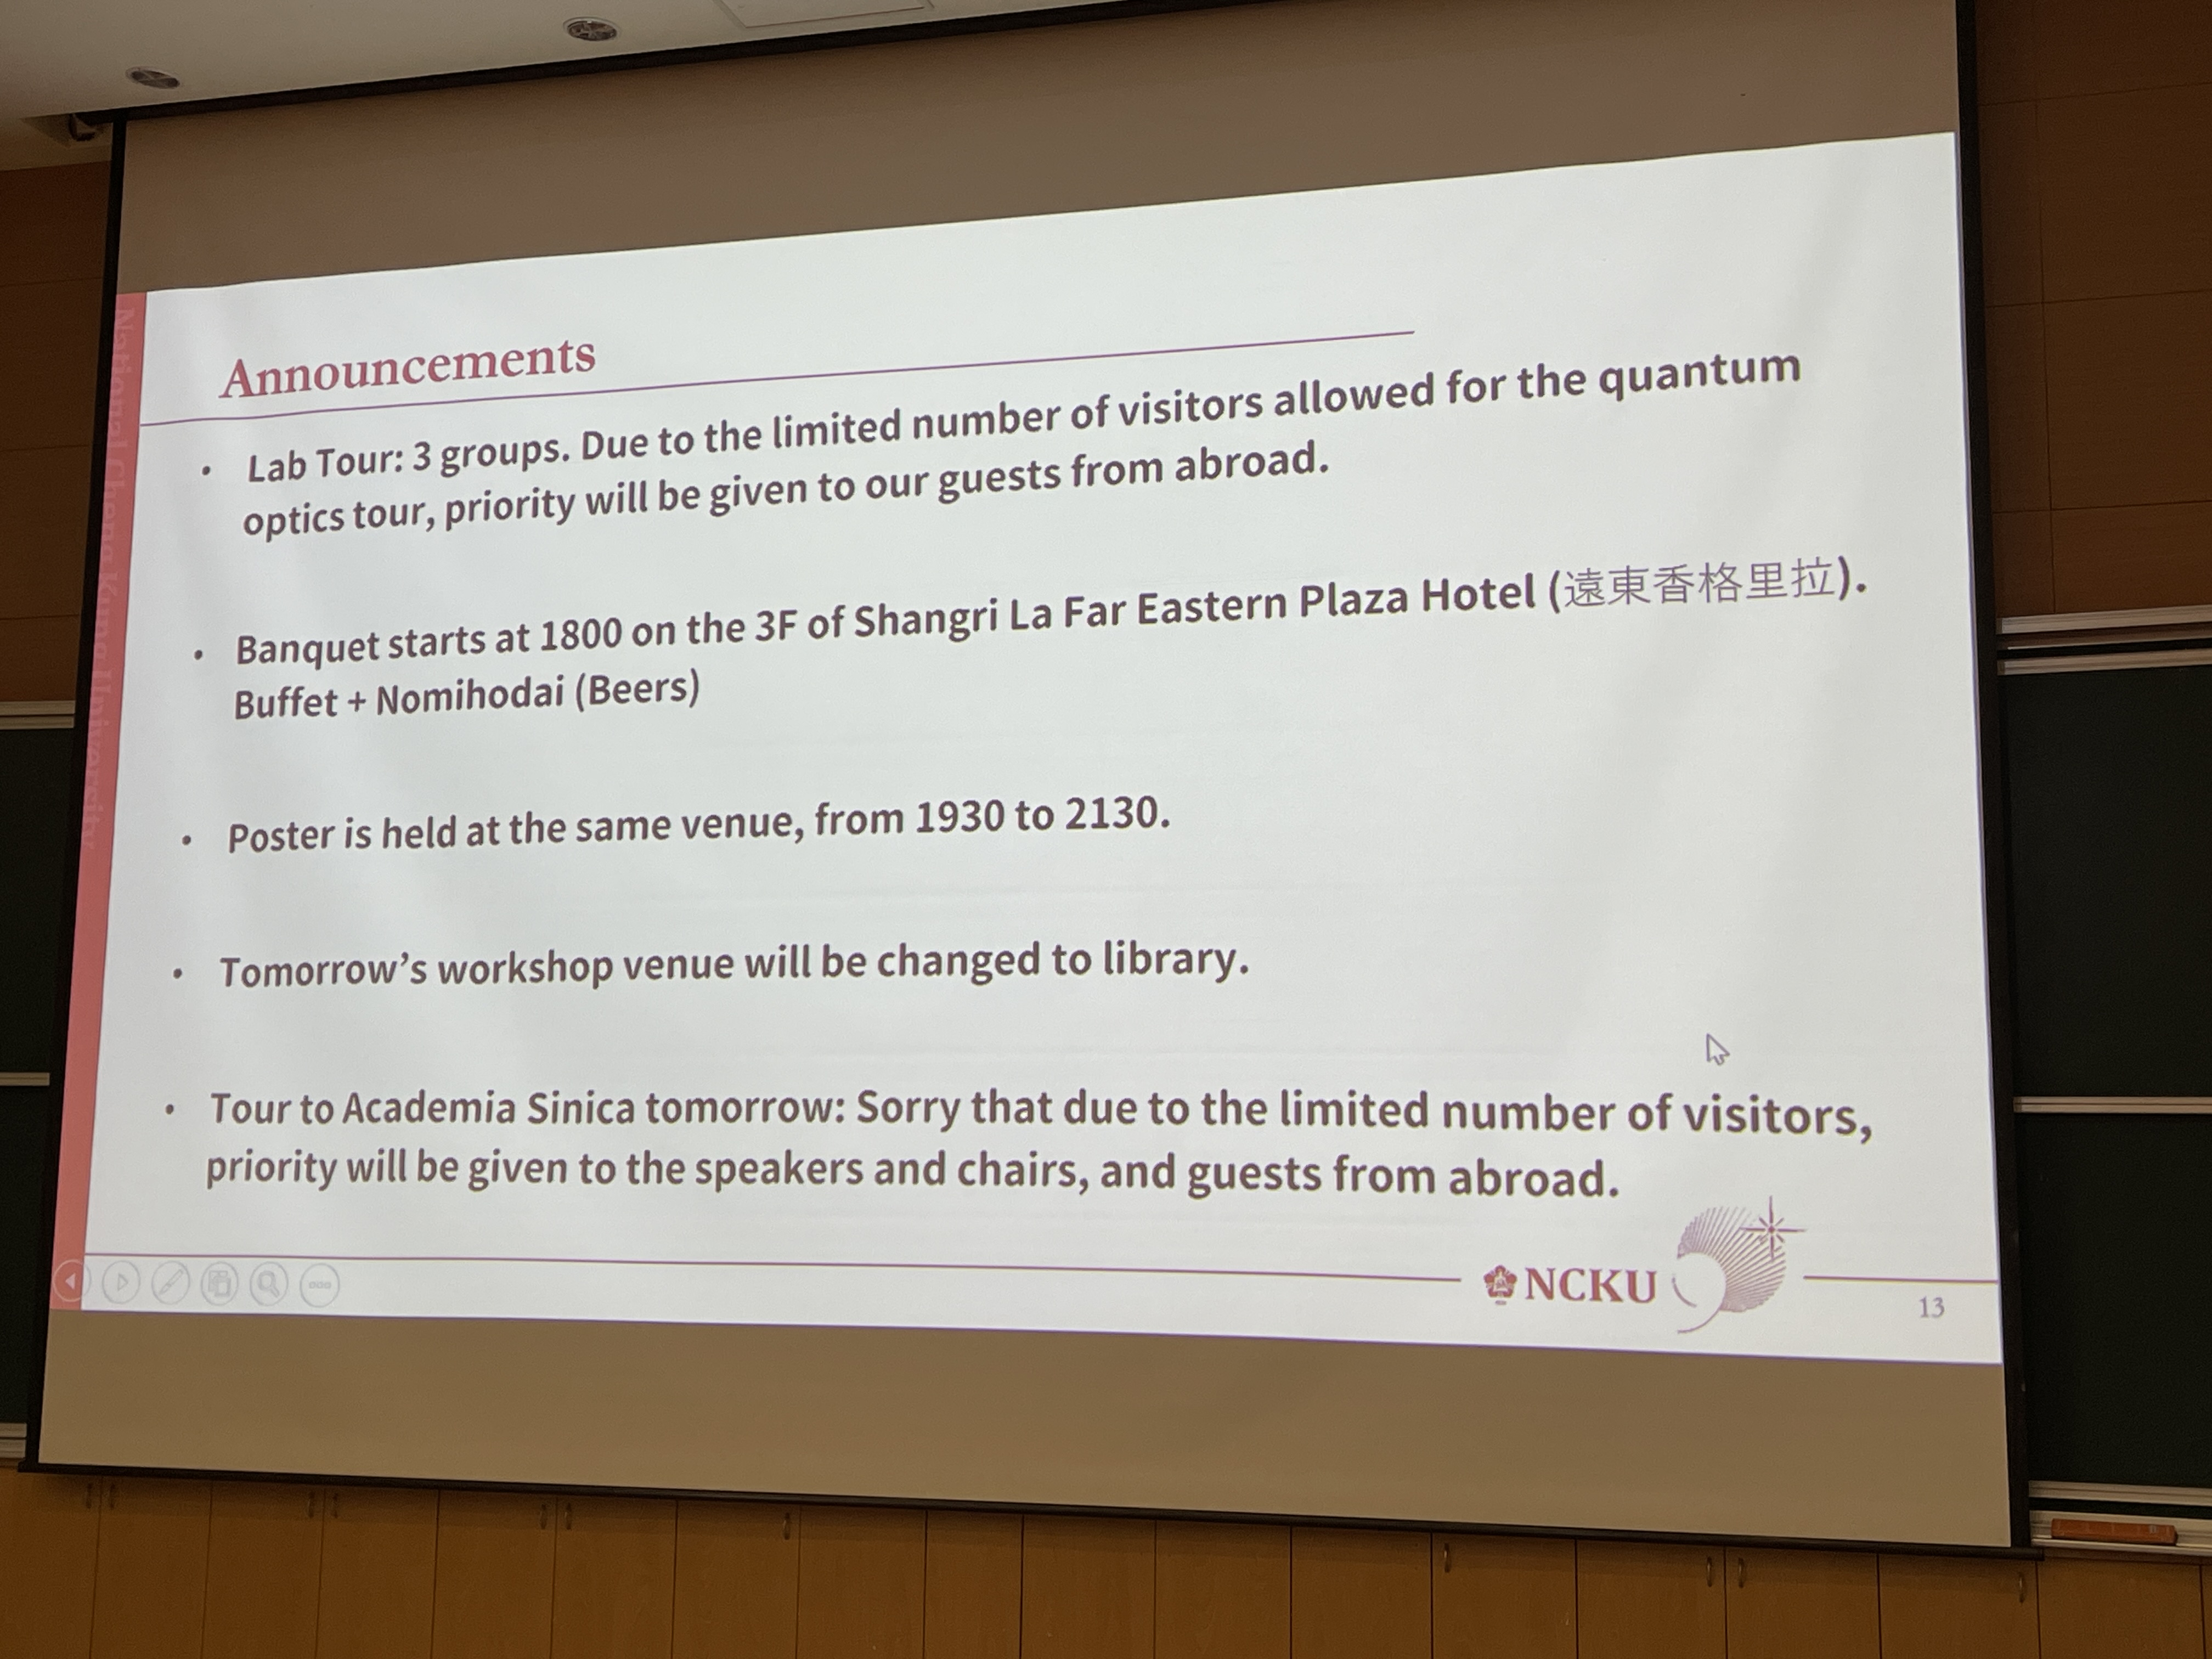 Announcements
• Lab Tour: 3 groups. Due to the limited number of visitors allowed for the quantum
optics tour, priority will be given to our guests from abroad.
• Banquet starts at 1800 on the 3F of Shangri La Far Eastern Plaza Hotel (遠東香格里拉).
Buffet + Nomihodai (Beers)
• Poster is held at the same venue, from 1930 to 2130.
• Tomorrow’s workshop venue will be changed to library.
• Tour to Academia Sinica tomorrow: Sorry that due to the limited number of visitors,
priority will be given to the speakers and chairs, and guests from abroad.
NCKU
13
National Cheng Kung University